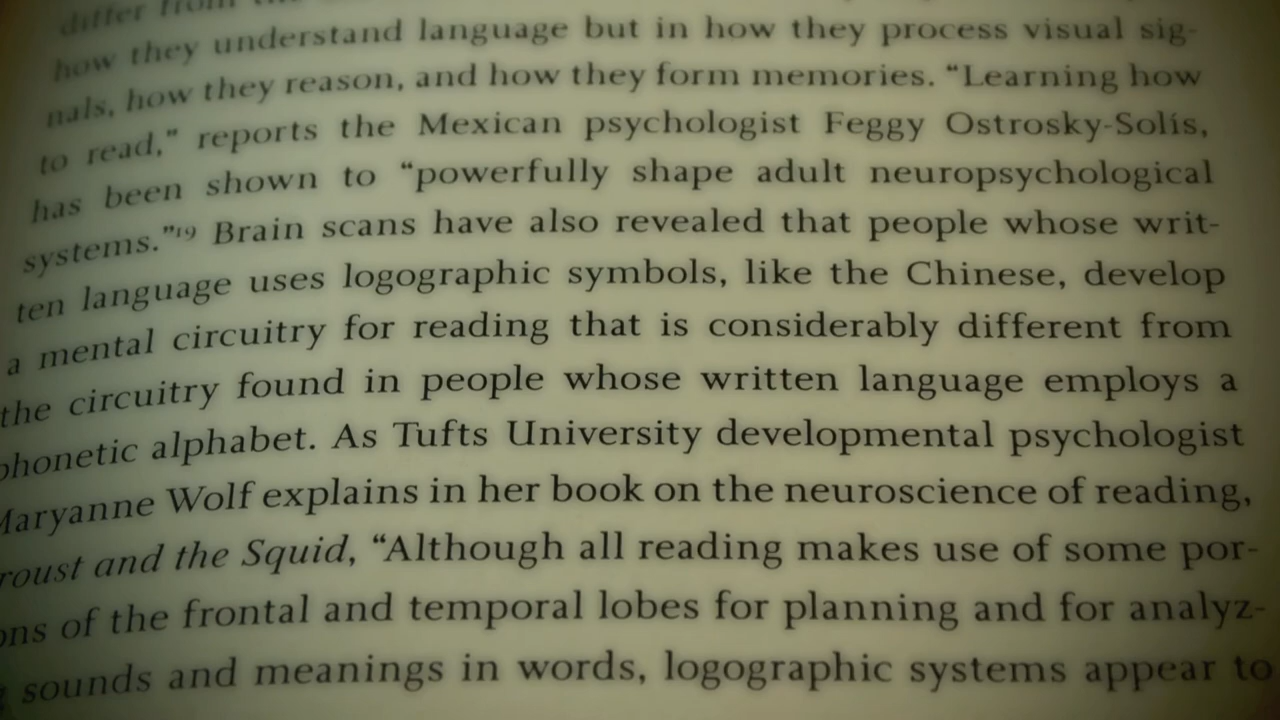 differ from the
how they understand language but in how they process visual sig-
nals, how they reason, and how they form memories. “Learning how
to read,” reports the Mexican psychologist Feggy Ostrosky-Solís,
has been shown to “powerfully shape adult neuropsychological
systems.”19 Brain scans have also revealed that people whose writ-
ten language uses logographic symbols, like the Chinese, develop
a mental circuitry for reading that is considerably different from
the circuitry found in people whose written language employs a
phonetic alphabet. As Tufts University developmental psychologist
Maryanne Wolf explains in her book on the neuroscience of reading,
roust and the Squid, “Although all reading makes use of some por-
ons of the frontal and temporal lobes for planning and for analyz-
g sounds and meanings in words, logographic systems appear to